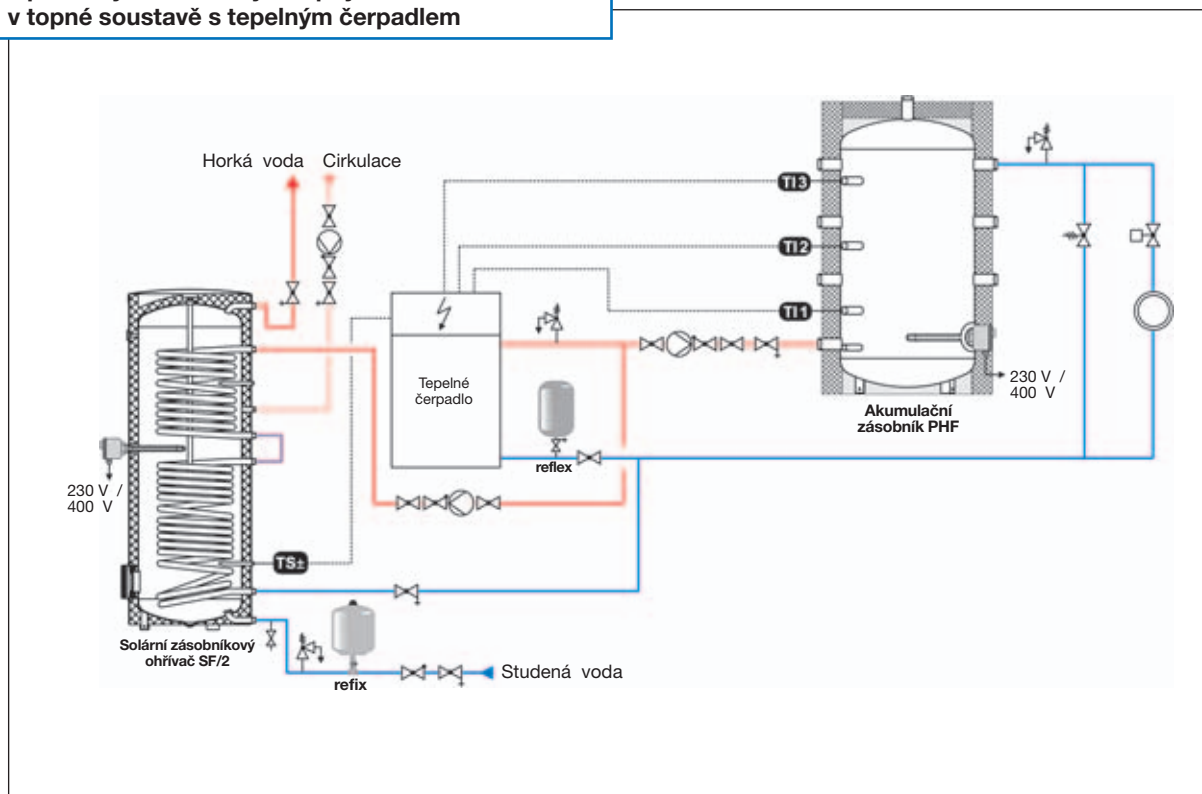 v topné soustavě s tepelným čerpadlem
Horká voda
Cirkulace
TI3
TI2
TI1
Tepelné
čerpadlo
reflex
230 V /
400 V
Akumulační
zásobník PHF
230 V /
400 V
TS±
Solární zásobníkový
ohřívač SF/2
refix
Studená voda